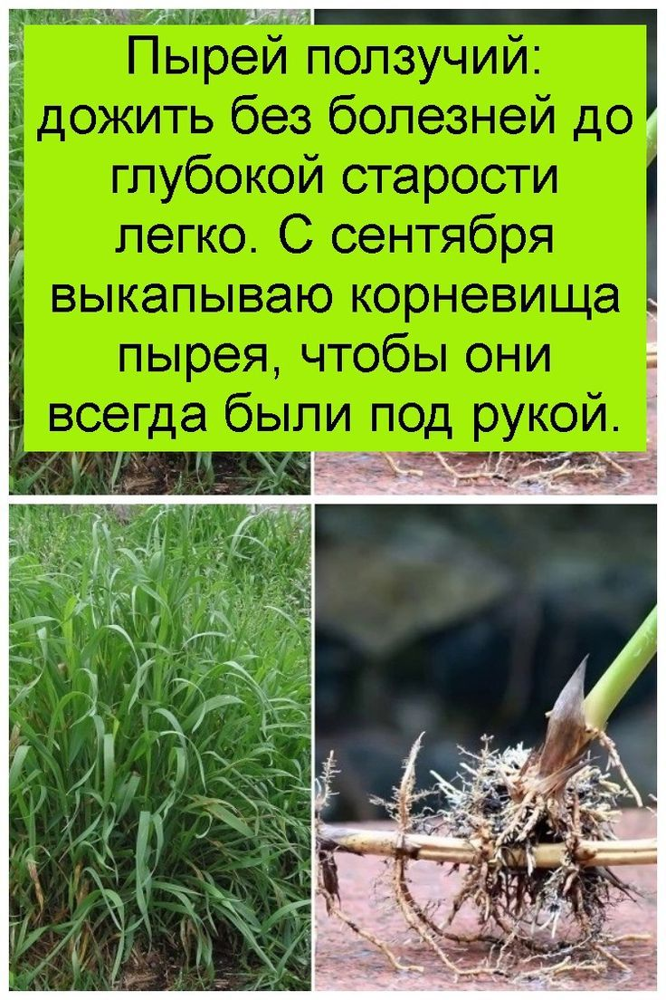 Пырей ползучий:
дожить без болезней до
глубокой старости
легко. С сентября
выкапываю корневища
пырея, чтобы они
всегда были под рукой.